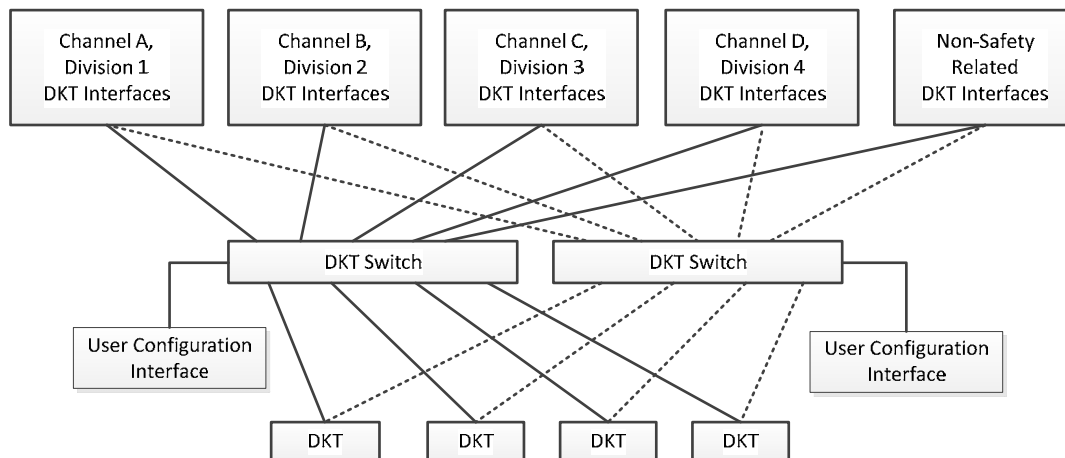 Channel A,
Division 1
DKT Interfaces
Channel B,
Division 2
DKT Interfaces
Channel C,
Division 3
DKT Interfaces
Channel D,
Division 4
DKT Interfaces
Non-Safety
Related
DKT Interfaces
DKT Switch
DKT Switch
User Configuration
Interface
User Configuration
Interface
DKT
DKT
DKT
DKT